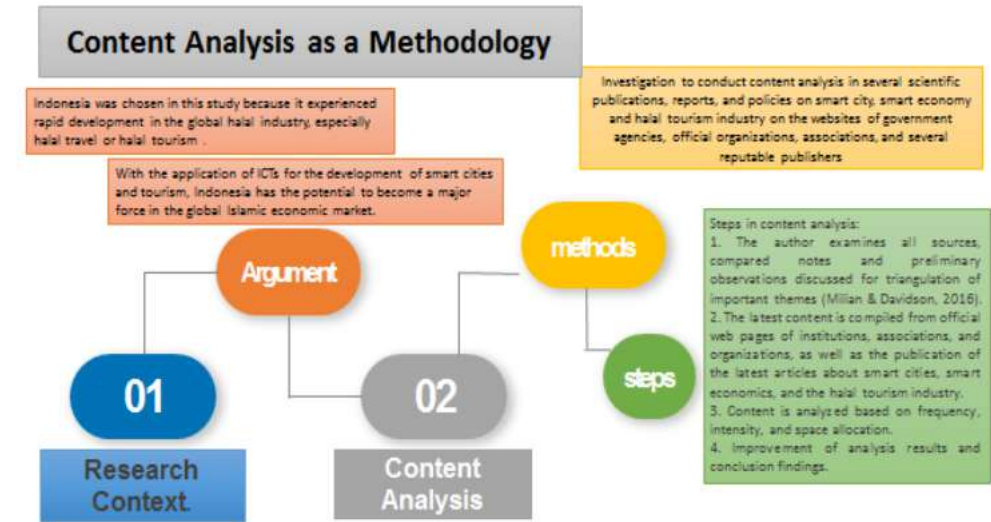 Content Analysis as a Methodology
Indonesia was chosen in this study because it experienced
rapid development in the global halal industry, especially
halal travel or halal tourism .
With the application of ICTs for the development of smart cities
and tourism, Indonesia has the potential to become a major
force in the global Islamic economic market.
Investigation to conduct content analysis in several scientific
publications, reports, and policies on smart city, smart economy
and halal tourism industry on the websites of government
agencies, official organizations, associations, and several
reputable publishers
Argument
methods
01
02
steps
Research
Context.
Content
Analysis
Steps in content analysis:
1. The author examines all sources,
compared notes and preliminary
observations discussed for triangulation of
important themes (Milian & Davidson, 2016).
2. The latest content is compiled from official
web pages of institutions, associations, and
organizations, as well as the publication of
the latest articles about smart cities, smart
economics, and the halal tourism industry.
3. Content is analyzed based on frequency,
intensity, and space allocation.
4. Improvement of analysis results and
conclusion findings.